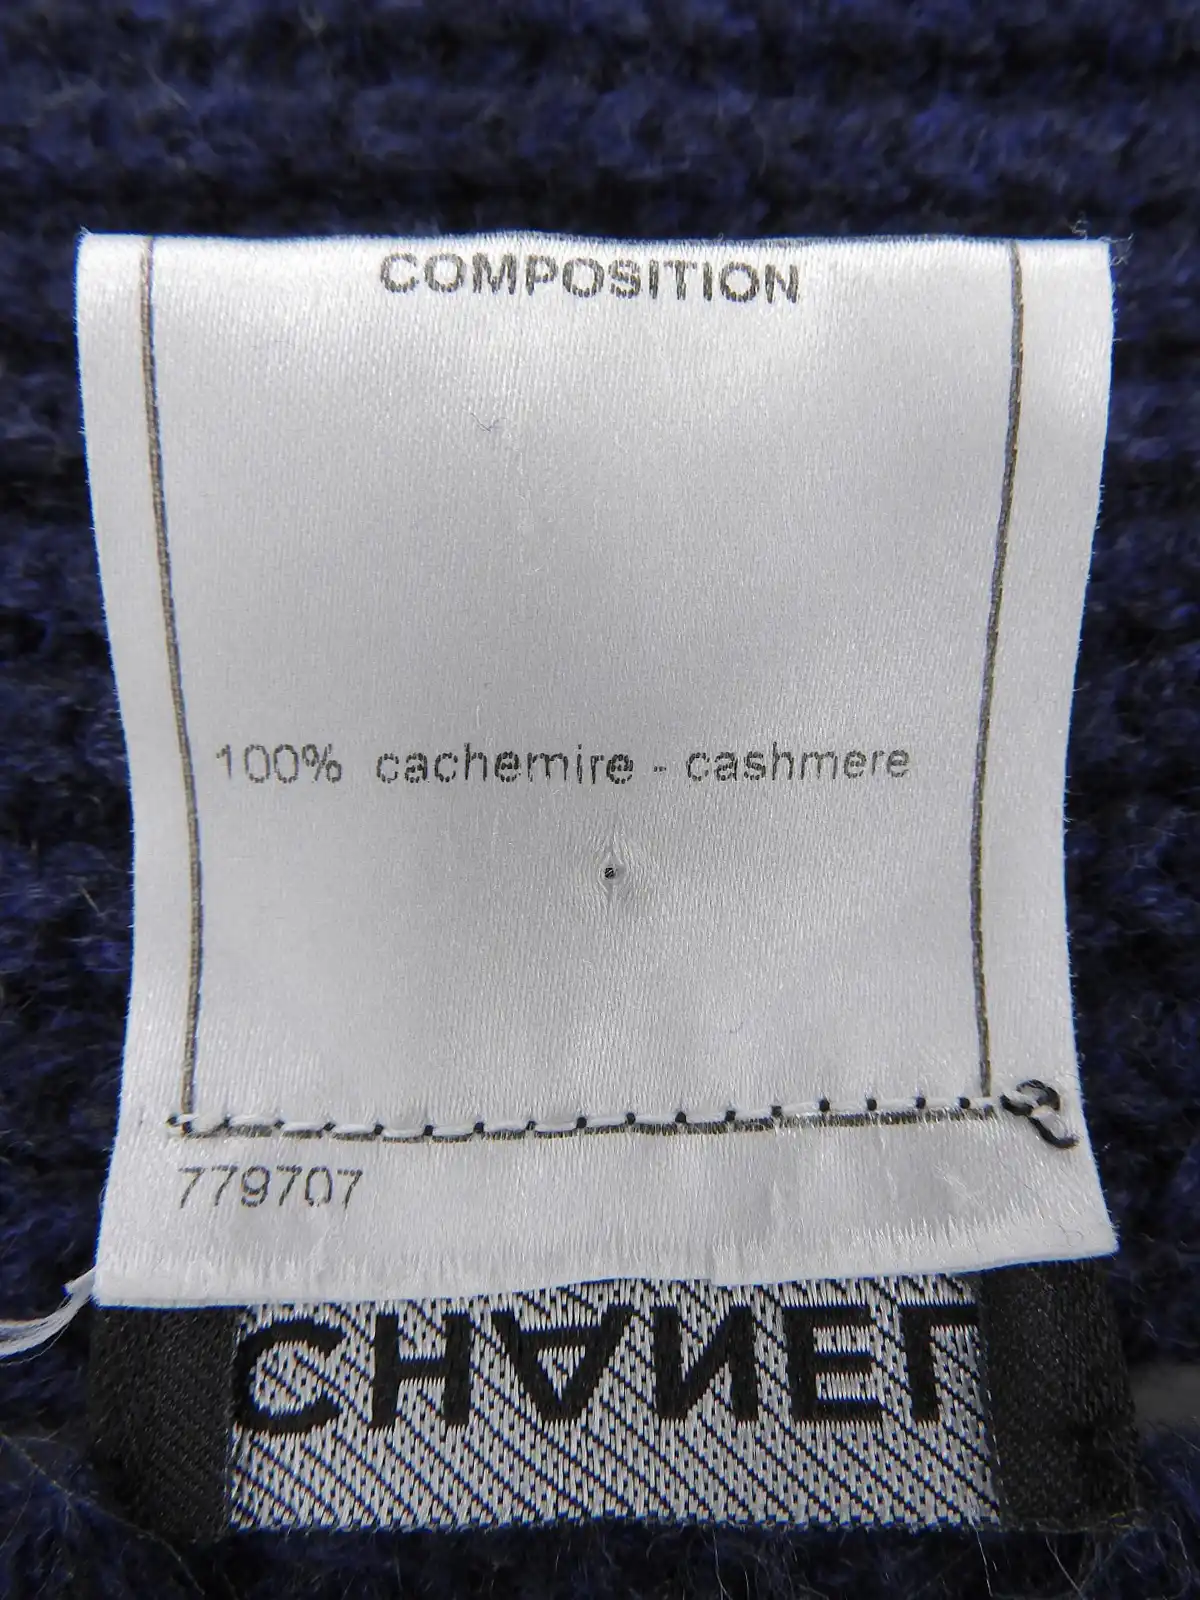 COMPOSITION
100% cachemire - cashmere
779707
CHANEL